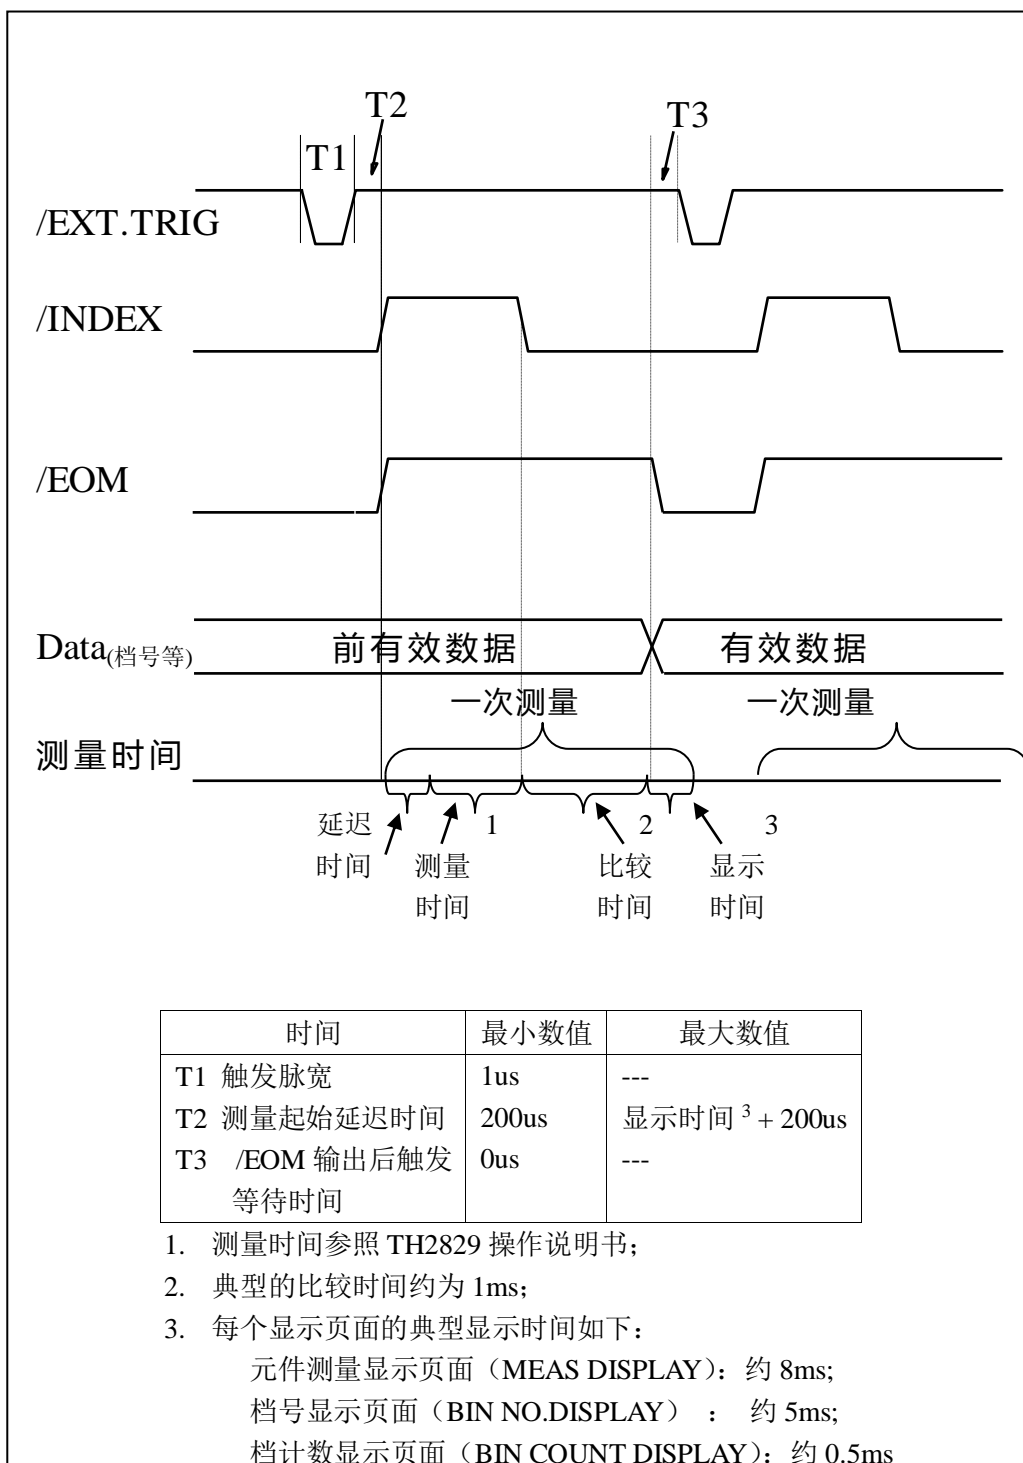 T2
T3
T1
/EXT.TRIG
/INDEX
/EOM
Data(档号等)
前有效数据
有效数据
一次测量
一次测量
测量时间
延迟
时间
测量
时间
1
比较
时间
2
显示
时间
3
时间 最小数值 最大数值
T1 触发脉宽 1us ---
T2 测量起始延迟时间 200us 显示时间 3 + 200us
T3 /EOM 输出后触发 0us ---
等待时间
1. 测量时间参照 TH2829 操作说明书；
2. 典型的比较时间约为 1ms；
3. 每个显示页面的典型显示时间如下：
元件测量显示页面（MEAS DISPLAY）：约 8ms;
档号显示页面（BIN NO.DISPLAY） ： 约 5ms;
档计数显示页面（BIN COUNT DISPLAY）：约 0.5ms